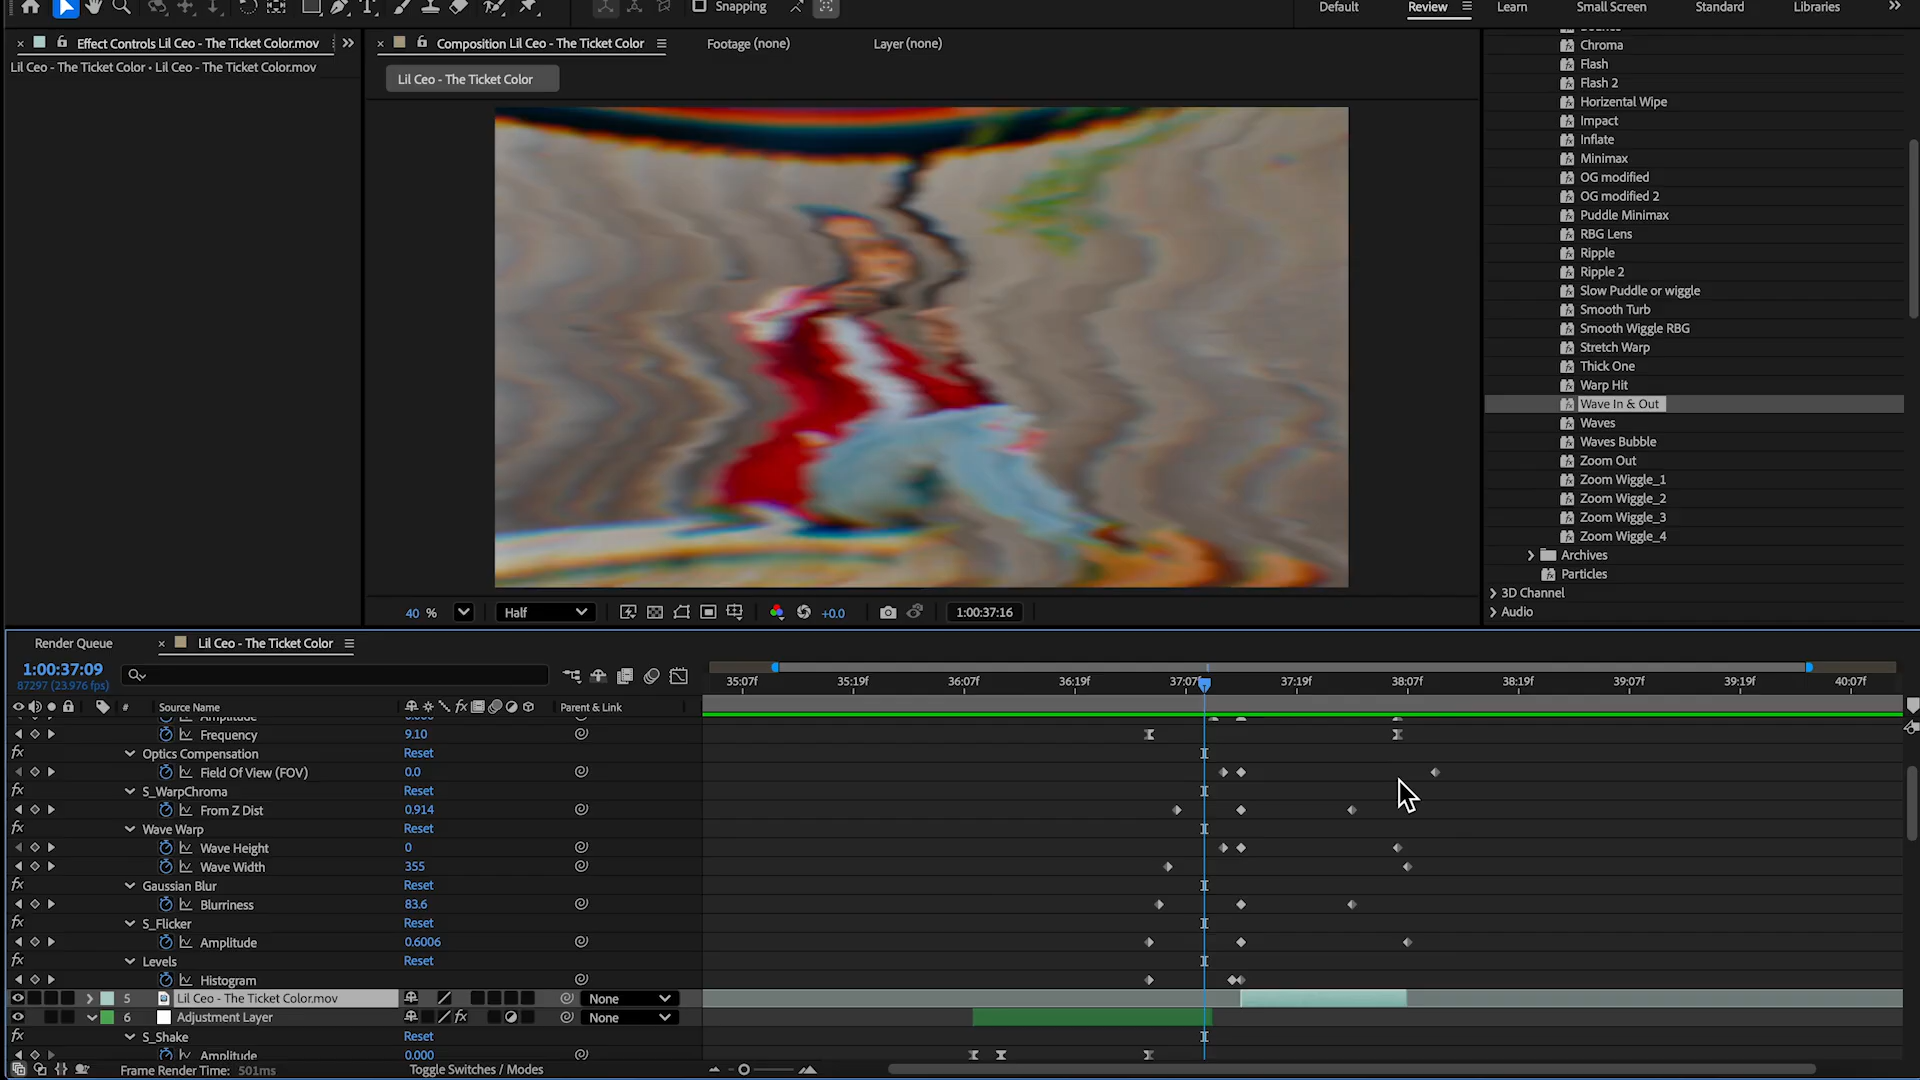 Snapping
Default
Review
Learn
Small Screen
Standard
Libraries
Effect Controls Lil Ceo - The Ticket Color.mov
Composition Lil Ceo - The Ticket Color
Footage (none)
Layer (none)
Lil Ceo - The Ticket Color • Lil Ceo - The Ticket Color.mov
Lil Ceo - The Ticket Color
Chroma
Flash
Flash 2
Horizental Wipe
Impact
Inflate
Minimax
OG modified
OG modified 2
Puddle Minimax
RBG Lens
Ripple
Ripple 2
Slow Puddle or wiggle
Smooth Turb
Smooth Wiggle RBG
Stretch Warp
Thick One
Warp Hit
Wave In & Out
Waves
Waves Bubble
Zoom Out
Zoom Wiggle_1
Zoom Wiggle_2
Zoom Wiggle_3
Zoom Wiggle_4
Archives
Particles
3D Channel
Audio
40 %
Half
+0.0
1:00:37:16
Render Queue
Lil Ceo - The Ticket Color
1:00:37:09
87297 (23.976 fps)
35:07f 35:19f 36:07f 36:19f 37:07f 37:19f 38:07f 38:19f 39:07f 39:19f 40:07f
# Source Name Parent & Link
Amplitude
Frequency 9.10
fx Optics Compensation Reset
Field Of View (FOV) 0.0
fx S_WarpChroma Reset
From Z Dist 0.914
fx Wave Warp Reset
Wave Height 0
Wave Width 355
fx Gaussian Blur Reset
Blurriness 83.6
fx S_Flicker Reset
Amplitude 0.6006
fx Levels Reset
Histogram
5 Lil Ceo - The Ticket Color.mov None
6 Adjustment Layer fx None
fx S_Shake Reset
Amplitude 0.000
Frame Render Time: 501ms
Toggle Switches / Modes